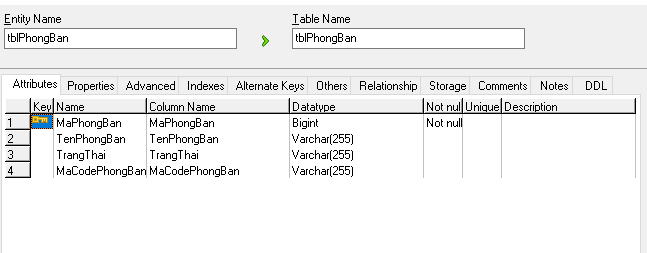 Entity Name Table Name
tblPhongBan tblPhongBan
Attributes Properties Advanced Indexes Alternate Keys Others Relationship Storage Comments Notes DDL
Key Name Column Name Datatype Not nul Unique Description
1 MaPhongBan MaPhongBan Bigint Not null
2 TenPhongBan TenPhongBan Varchar(255)
3 TrangThai TrangThai Varchar(255)
4 MaCodePhongBan MaCodePhongBan Varchar(255)